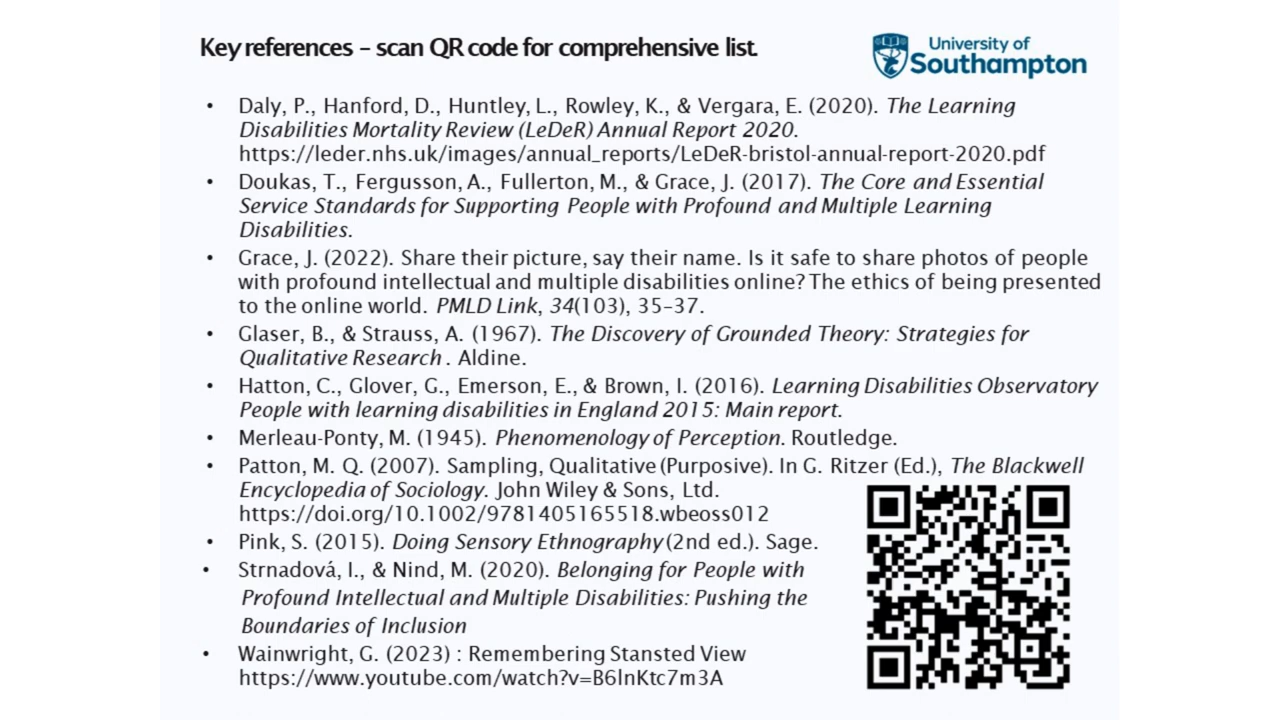 Key references – scan QR code for comprehensive list.
University of
Southampton
• Daly, P., Hanford, D., Huntley, L., Rowley, K., & Vergara, E. (2020). The Learning
Disabilities Mortality Review (LeDeR) Annual Report 2020.
https://leder.nhs.uk/images/annual_reports/LeDeR-bristol-annual-report-2020.pdf
• Doukas, T., Fergusson, A., Fullerton, M., & Grace, J. (2017). The Core and Essential
Service Standards for Supporting People with Profound and Multiple Learning
Disabilities.
• Grace, J. (2022). Share their picture, say their name. Is it safe to share photos of people
with profound intellectual and multiple disabilities online? The ethics of being presented
to the online world. PMLD Link, 34(103), 35–37.
• Glaser, B., & Strauss, A. (1967). The Discovery of Grounded Theory: Strategies for
Qualitative Research. Aldine.
• Hatton, C., Glover, G., Emerson, E., & Brown, I. (2016). Learning Disabilities Observatory
People with learning disabilities in England 2015: Main report.
• Merleau-Ponty, M. (1945). Phenomenology of Perception. Routledge.
• Patton, M. Q. (2007). Sampling, Qualitative (Purposive). In G. Ritzer (Ed.), The Blackwell
Encyclopedia of Sociology. John Wiley & Sons, Ltd.
https://doi.org/10.1002/9781405165518.wbeoss012
• Pink, S. (2015). Doing Sensory Ethnography (2nd ed.). Sage.
• Strnadová, I., & Nind, M. (2020). Belonging for People with
Profound Intellectual and Multiple Disabilities: Pushing the
Boundaries of Inclusion
• Wainwright, G. (2023) : Remembering Stansted View
https://www.youtube.com/watch?v=B6lnKtc7m3A